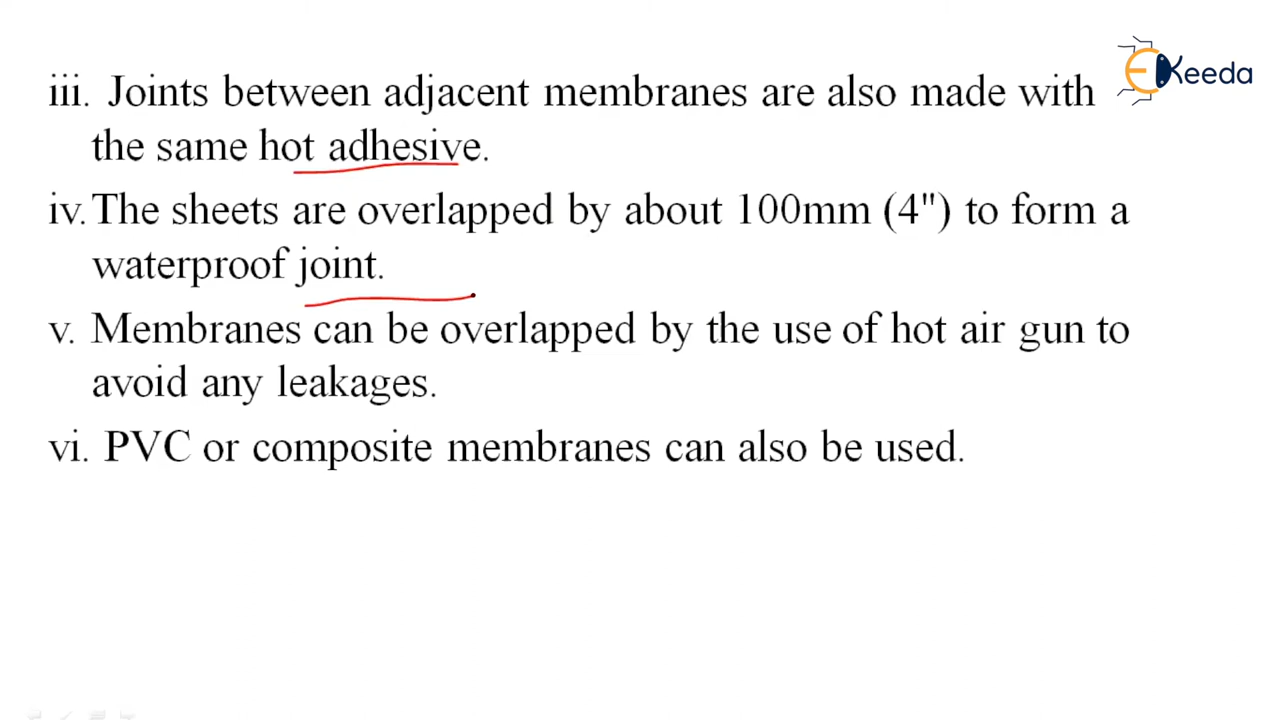 EKeeda
iii. Joints between adjacent membranes are also made with
the same hot adhesive.
iv. The sheets are overlapped by about 100mm (4") to form a
waterproof joint.
v. Membranes can be overlapped by the use of hot air gun to
avoid any leakages.
vi. PVC or composite membranes can also be used.